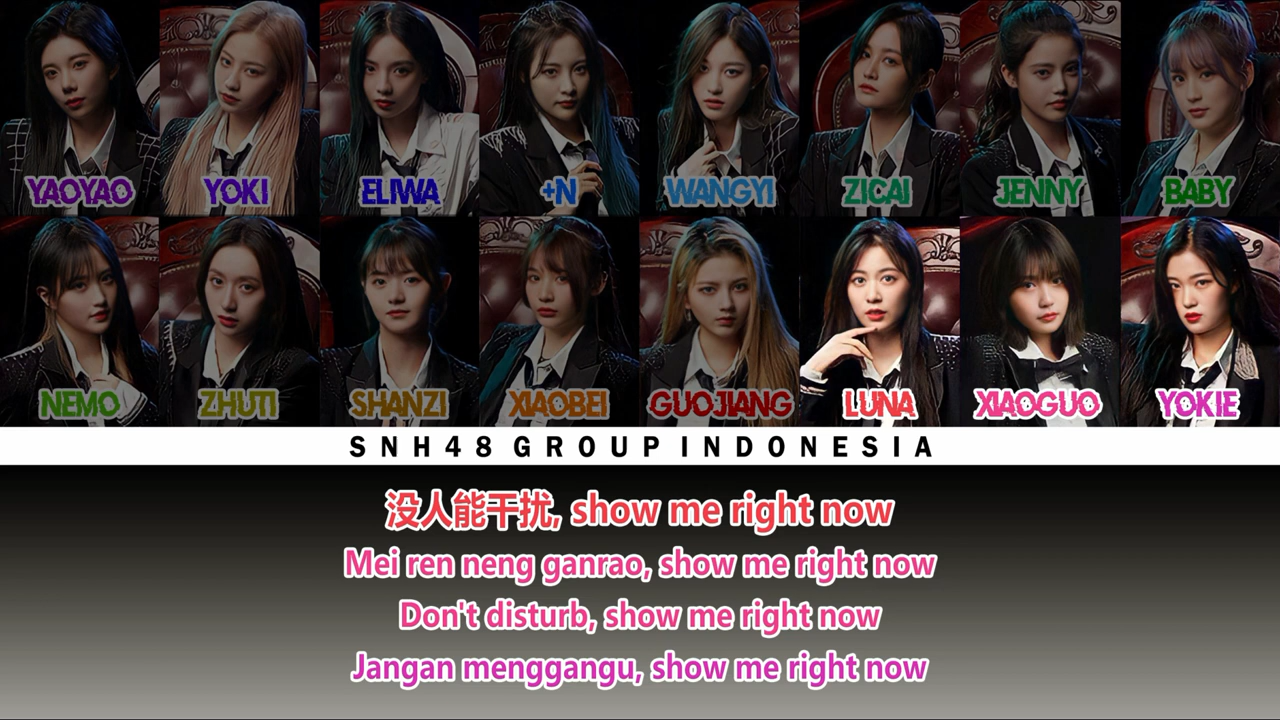 YAOYAO YOKI ELIWA +N WANGYI ZICAI JENNY BABY
NEMO ZHUTI SHANZI XIAOBEI GUOJIANG LUNA XIAOGUO YOKIE
SNH48 GROUP INDONESIA
没人能干扰, show me right now
Mei ren neng ganrao, show me right now
Don't disturb, show me right now
Jangan menggangu, show me right now